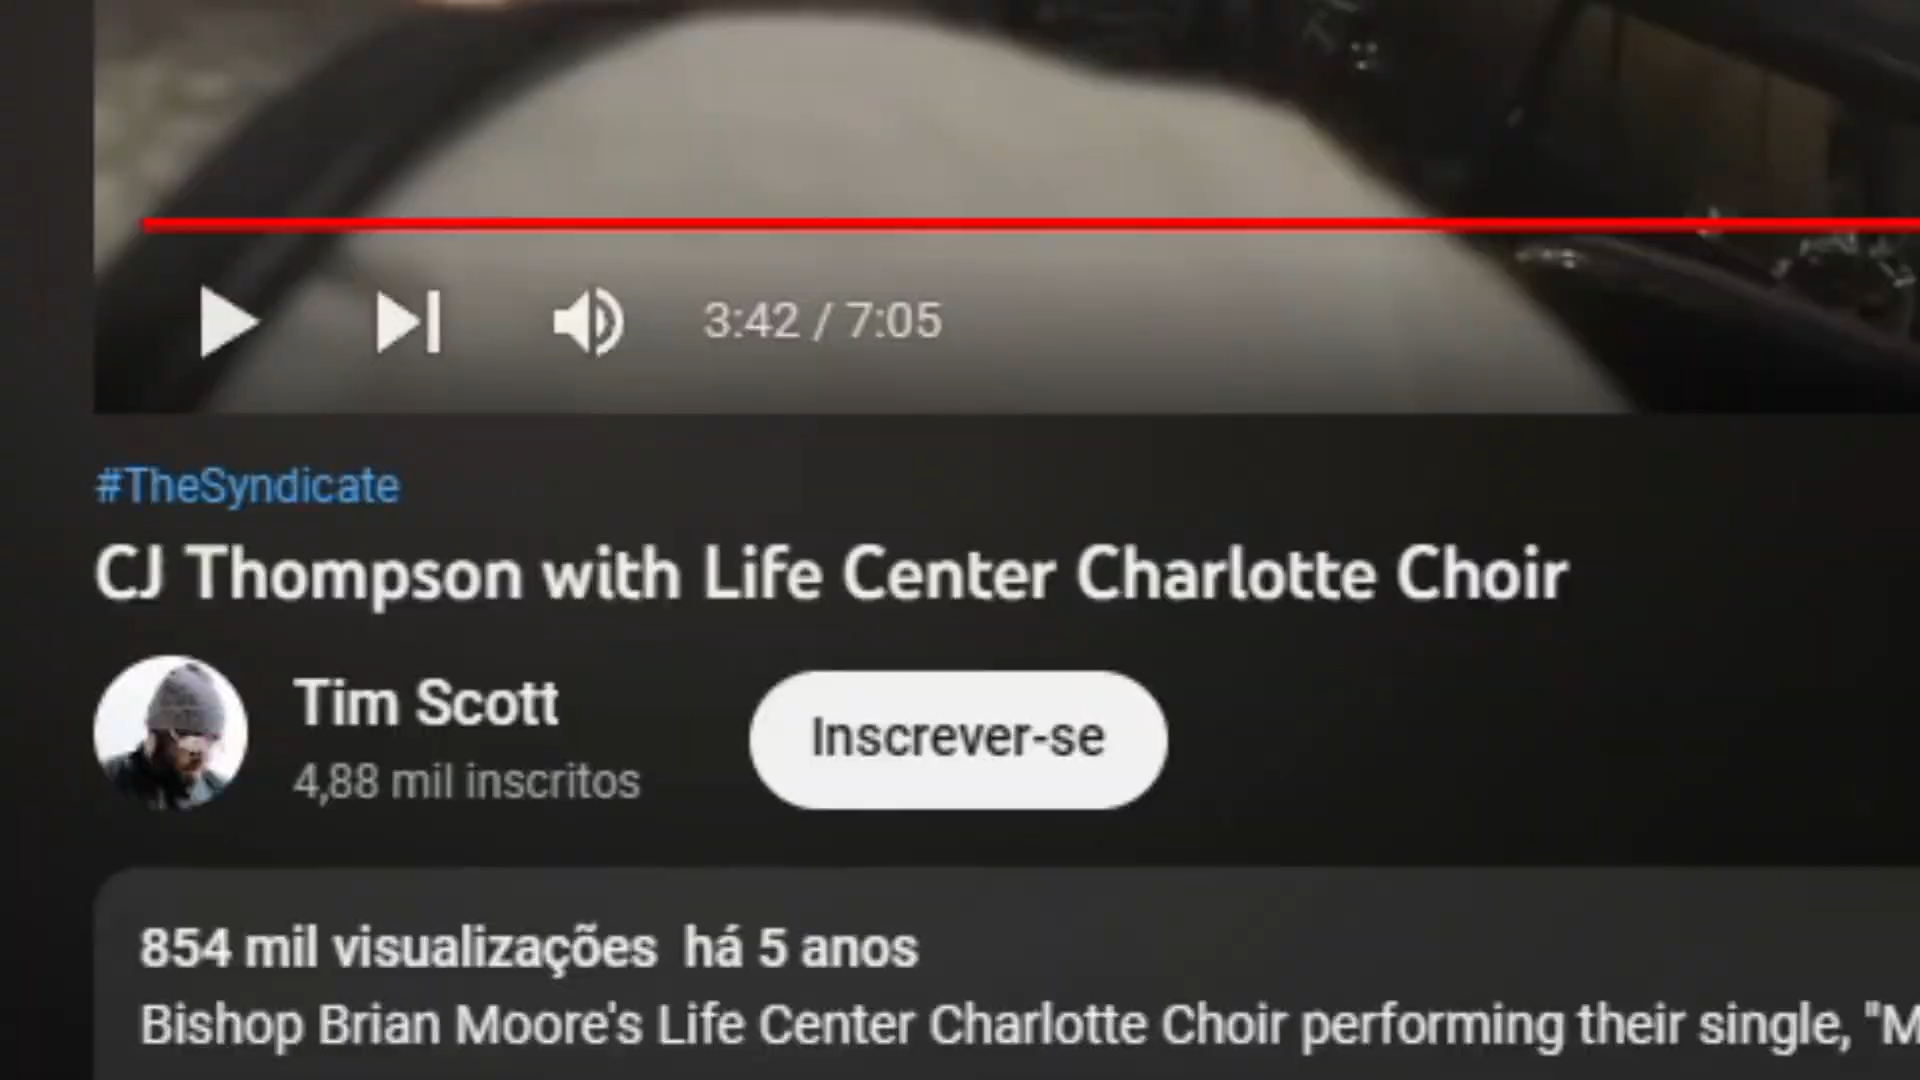 3:42 / 7:05
#TheSyndicate
CJ Thompson with Life Center Charlotte Choir
Tim Scott
4,88 mil inscritos
Inscrever-se
854 mil visualizações há 5 anos
Bishop Brian Moore's Life Center Charlotte Choir performing their single, "M